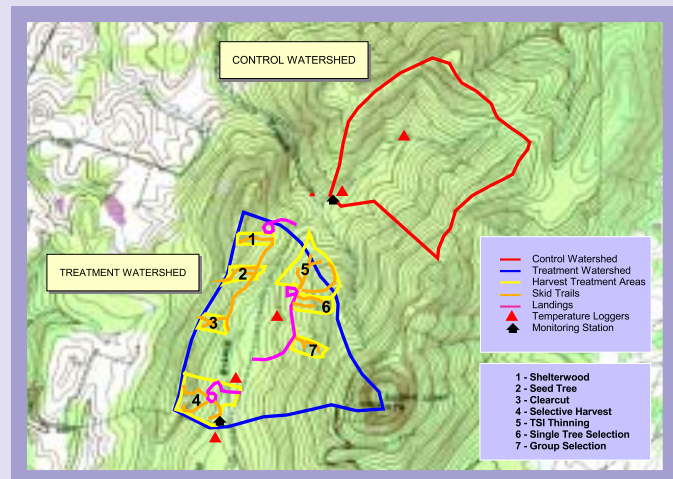 CONTROL WATERSHED
TREATMENT WATERSHED
1
2
3
4
5
6
7
Control Watershed
Treatment Watershed
Harvest Treatment Areas
Skid Trails
Landings
Temperature Loggers
Monitoring Station
1 - Shelterwood
2 - Seed Tree
3 - Clearcut
4 - Selective Harvest
5 - TSI Thinning
6 - Single Tree Selection
7 - Group Selection